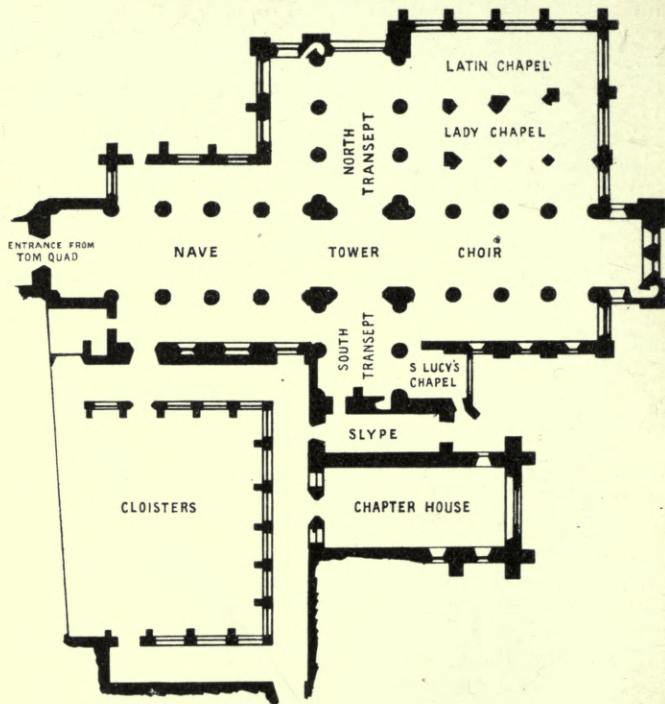 LATIN CHAPEL
LADY CHAPEL
NORTH
TRANSEPT
ENTRANCE FROM
TOM QUAD
NAVE
TOWER
CHOIR
SOUTH
TRANSEPT
S LUCY'S
CHAPEL
SLYPE
CLOISTERS
CHAPTER HOUSE